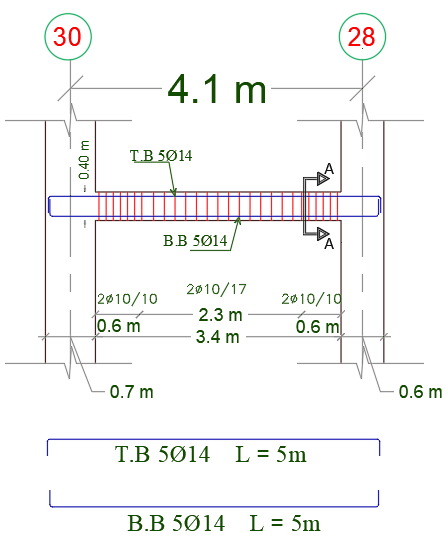 30
28
4.1 m
A
T.B 5Ø14
0.40 m
B.B 5Ø14
A
2ø10/10
2ø10/17
2ø10/10
2.3 m
0.6 m
0.6 m
3.4 m
0.7 m
0.6 m
T.B 5Ø14 L = 5m
B.B 5Ø14 L = 5m